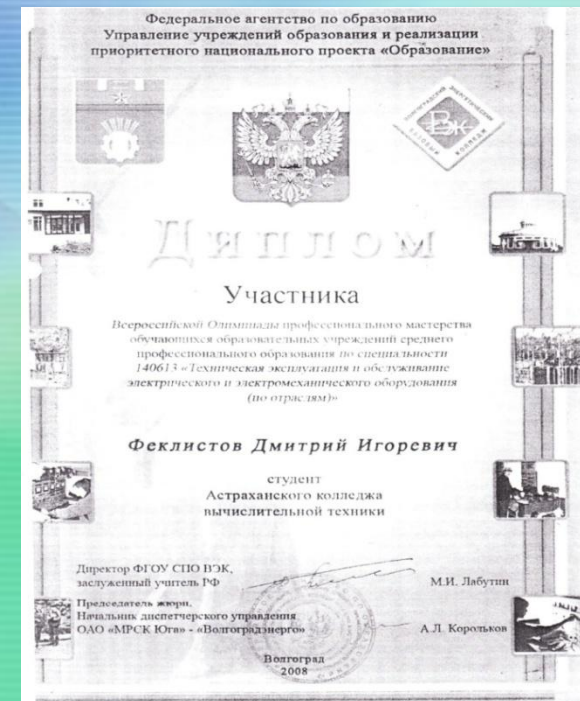 Федеральное агентство по образованию
Управление учреждений образования и реализации
приоритетного национального проекта «Образование»
Диплом
Участника
Всероссийской Олимпиады профессионального мастерства
обучающихся образовательных учреждений среднего
профессионального образования по специальности
140613 «Техническая эксплуатация и обслуживание
электрического и электромеханического оборудования
(по отраслям)»
Феклистов Дмитрий Игоревич
студент
Астраханского колледжа
вычислительной техники
Директор ФГОУ СПО ВЭК,
заслуженный учитель РФ
М.И. Лабутин
Председатель жюри,
Начальник диспетчерского управления
ОАО «МРСК Юга» - «Волгоградэнерго»
А.Л. Корольков
Волгоград
2008